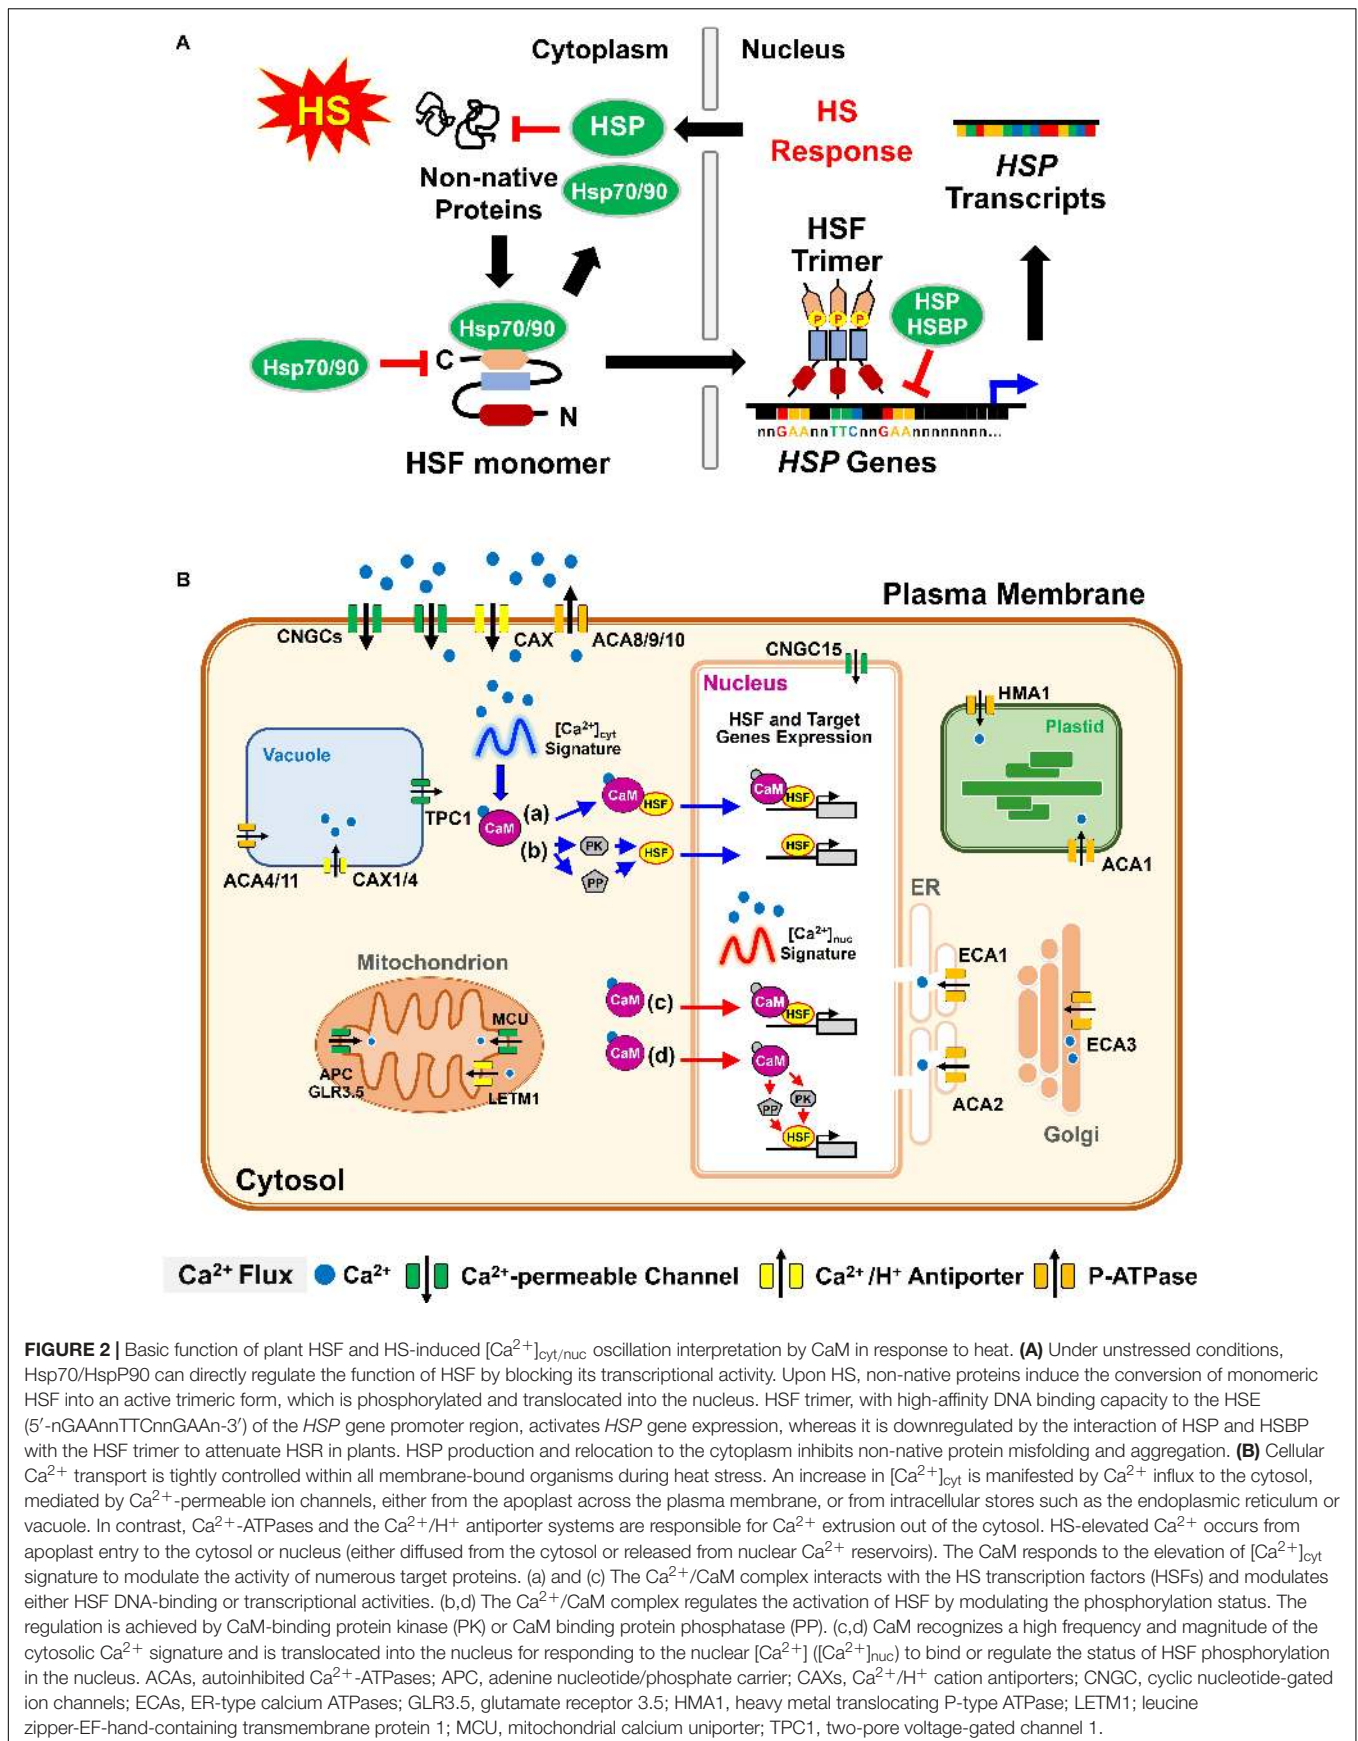 A
Cytoplasm
Nucleus
HS
HSP
HS
Response
Non-native
Proteins
Hsp70/90
HSP
Transcripts
HSF
Trimer
P P P
HSP
HSBP
Hsp70/90
Hsp70/90
C
N
HSF monomer
nnGAAnnTTCnnGAAnnnnnnnn...
HSP Genes
B
Plasma Membrane
CNGCs
CAX
ACA8/9/10
CNGC15
Nucleus
HMA1
Plastid
HSF and Target
Genes Expression
[Ca²⁺]cyt
Signature
Vacuole
CaM
HSF
CaM
HSF
TPC1
CaM
(a)
(b)
PK
HSF
HSF
PP
ACA4/11
CAX1/4
ACA1
ER
[Ca²⁺]nuc
Signature
Mitochondrion
ECA1
MCU
CaM
(c)
CaM
HSF
ECA3
CaM
(d)
CaM
APC
GLR3.5
LETM1
PP
PK
HSF
ACA2
Golgi
Cytosol
Ca²⁺ Flux
Ca²⁺
Ca²⁺-permeable Channel
Ca²⁺/H⁺ Antiporter
P-ATPase
FIGURE 2 | Basic function of plant HSF and HS-induced [Ca²⁺]cyt/nuc oscillation interpretation by CaM in response to heat. (A) Under unstressed conditions,
Hsp70/HspP90 can directly regulate the function of HSF by blocking its transcriptional activity. Upon HS, non-native proteins induce the conversion of monomeric
HSF into an active trimeric form, which is phosphorylated and translocated into the nucleus. HSF trimer, with high-affinity DNA binding capacity to the HSE
(5′-nGAAnnTTCnnGAAn-3′) of the HSP gene promoter region, activates HSP gene expression, whereas it is downregulated by the interaction of HSP and HSBP
with the HSF trimer to attenuate HSR in plants. HSP production and relocation to the cytoplasm inhibits non-native protein misfolding and aggregation. (B) Cellular
Ca²⁺ transport is tightly controlled within all membrane-bound organisms during heat stress. An increase in [Ca²⁺]cyt is manifested by Ca²⁺ influx to the cytosol,
mediated by Ca²⁺-permeable ion channels, either from the apoplast across the plasma membrane, or from intracellular stores such as the endoplasmic reticulum or
vacuole. In contrast, Ca²⁺-ATPases and the Ca²⁺/H⁺ antiporter systems are responsible for Ca²⁺ extrusion out of the cytosol. HS-elevated Ca²⁺ occurs from
apoplast entry to the cytosol or nucleus (either diffused from the cytosol or released from nuclear Ca²⁺ reservoirs). The CaM responds to the elevation of [Ca²⁺]cyt
signature to modulate the activity of numerous target proteins. (a) and (c) The Ca²⁺/CaM complex interacts with the HS transcription factors (HSFs) and modulates
either HSF DNA-binding or transcriptional activities. (b,d) The Ca²⁺/CaM complex regulates the activation of HSF by modulating the phosphorylation status. The
regulation is achieved by CaM-binding protein kinase (PK) or CaM binding protein phosphatase (PP). (c,d) CaM recognizes a high frequency and magnitude of the
cytosolic Ca²⁺ signature and is translocated into the nucleus for responding to the nuclear [Ca²⁺] ([Ca²⁺]nuc) to bind or regulate the status of HSF phosphorylation
in the nucleus. ACAs, autoinhibited Ca²⁺-ATPases; APC, adenine nucleotide/phosphate carrier; CAXs, Ca²⁺/H⁺ cation antiporters; CNGC, cyclic nucleotide-gated
ion channels; ECAs, ER-type calcium ATPases; GLR3.5, glutamate receptor 3.5; HMA1, heavy metal translocating P-type ATPase; LETM1; leucine
zipper-EF-hand-containing transmembrane protein 1; MCU, mitochondrial calcium uniporter; TPC1, two-pore voltage-gated channel 1.